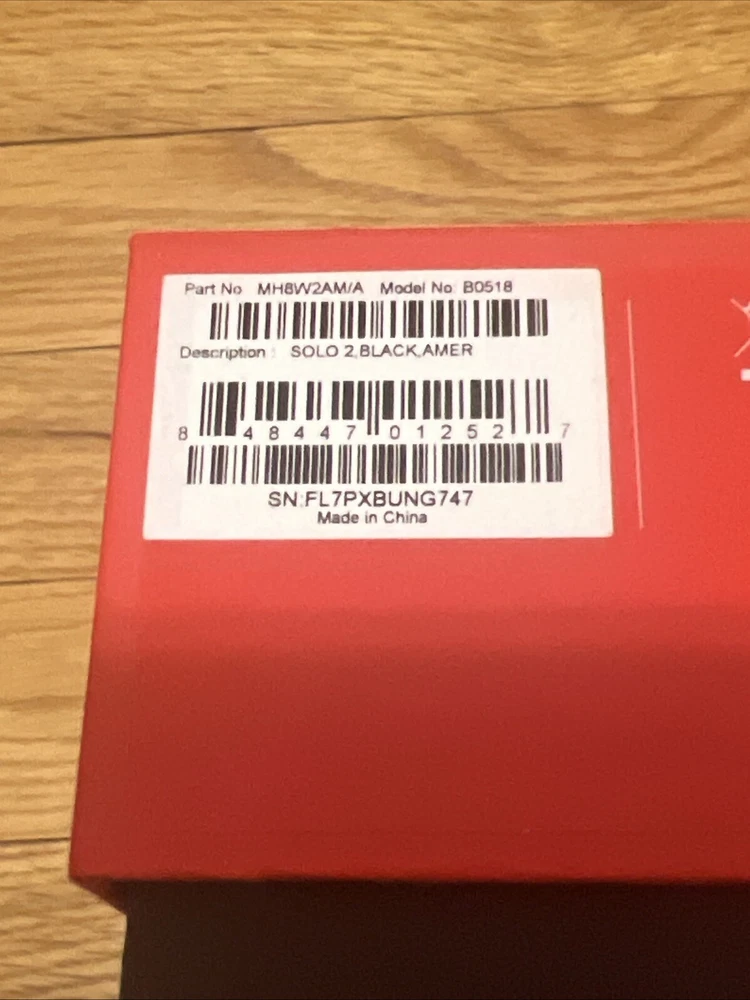 Part No MH8W2AM/A Model No: B0518
Description : SOLO 2,BLACK,AMER
8 48447 01252 7
SN:FL7PXBUNG747
Made in China